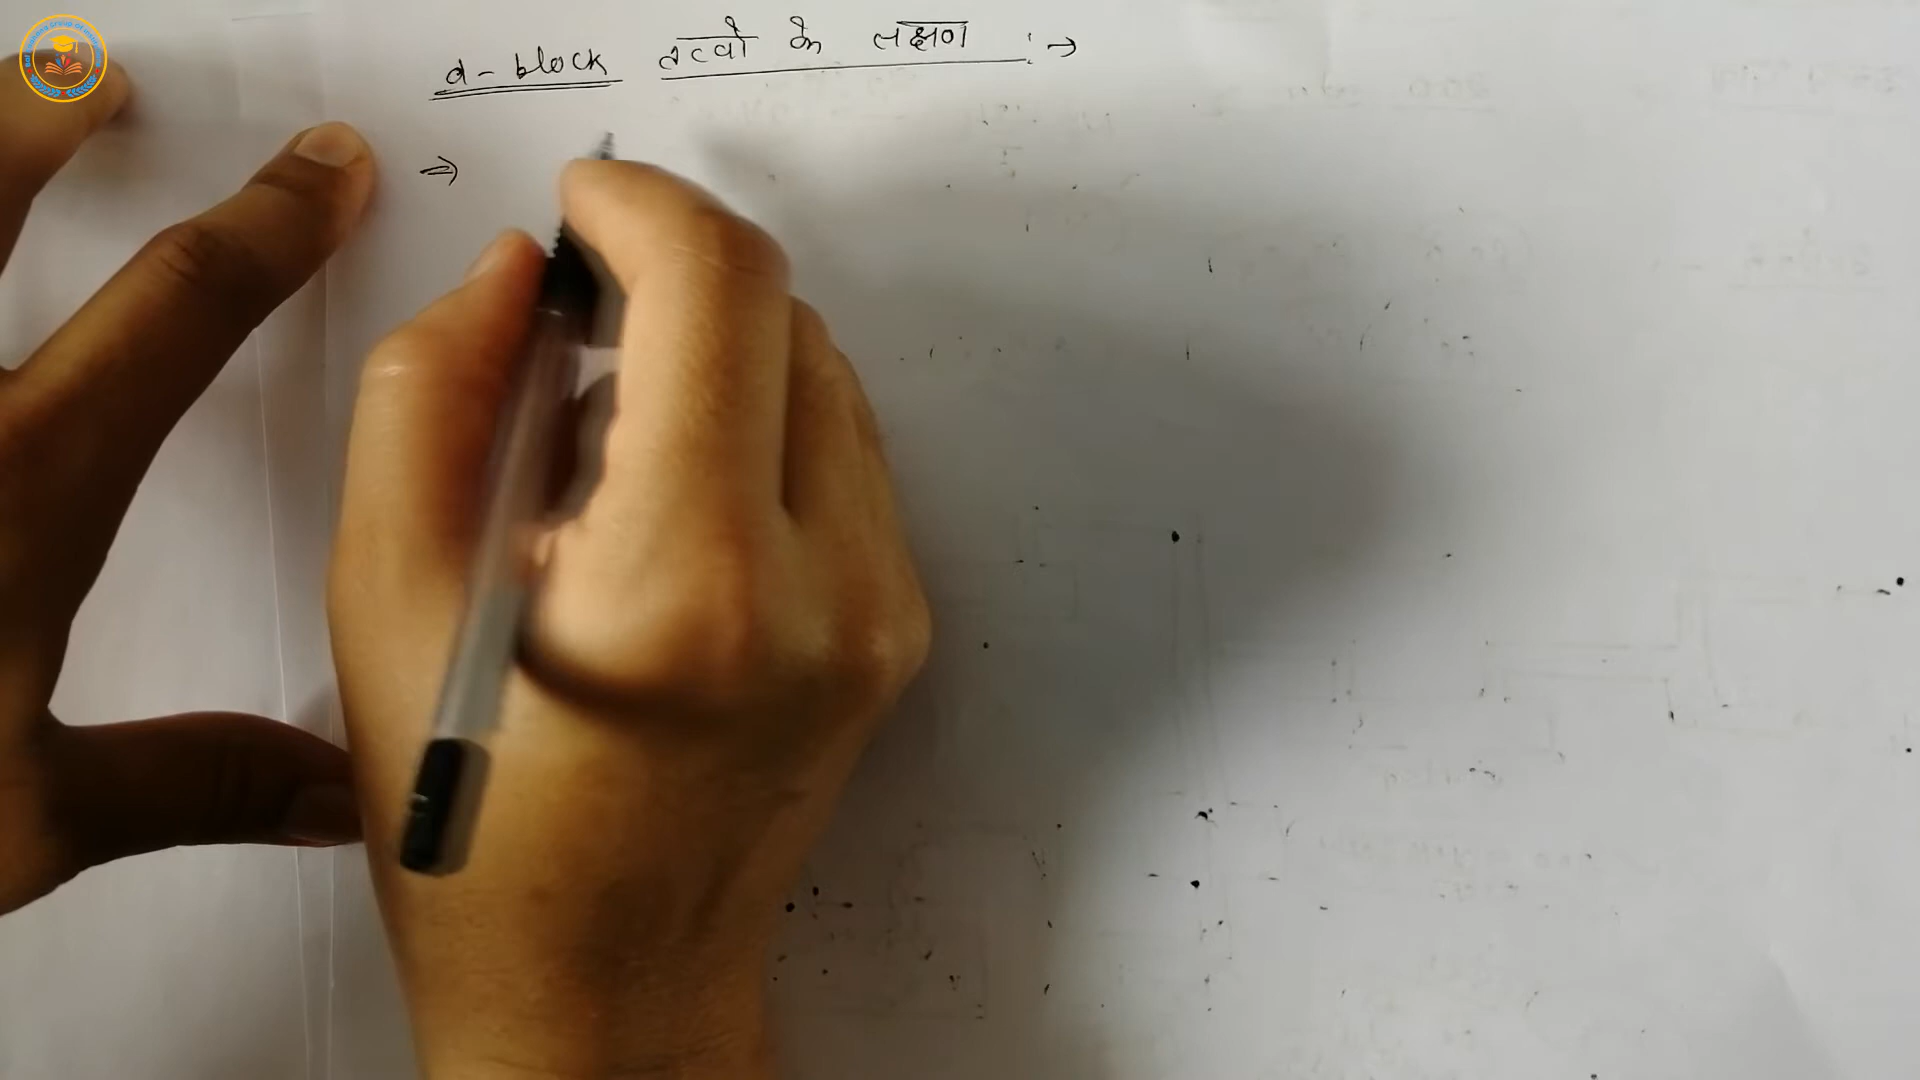 d-block तत्वो के लक्षण :→
⇒